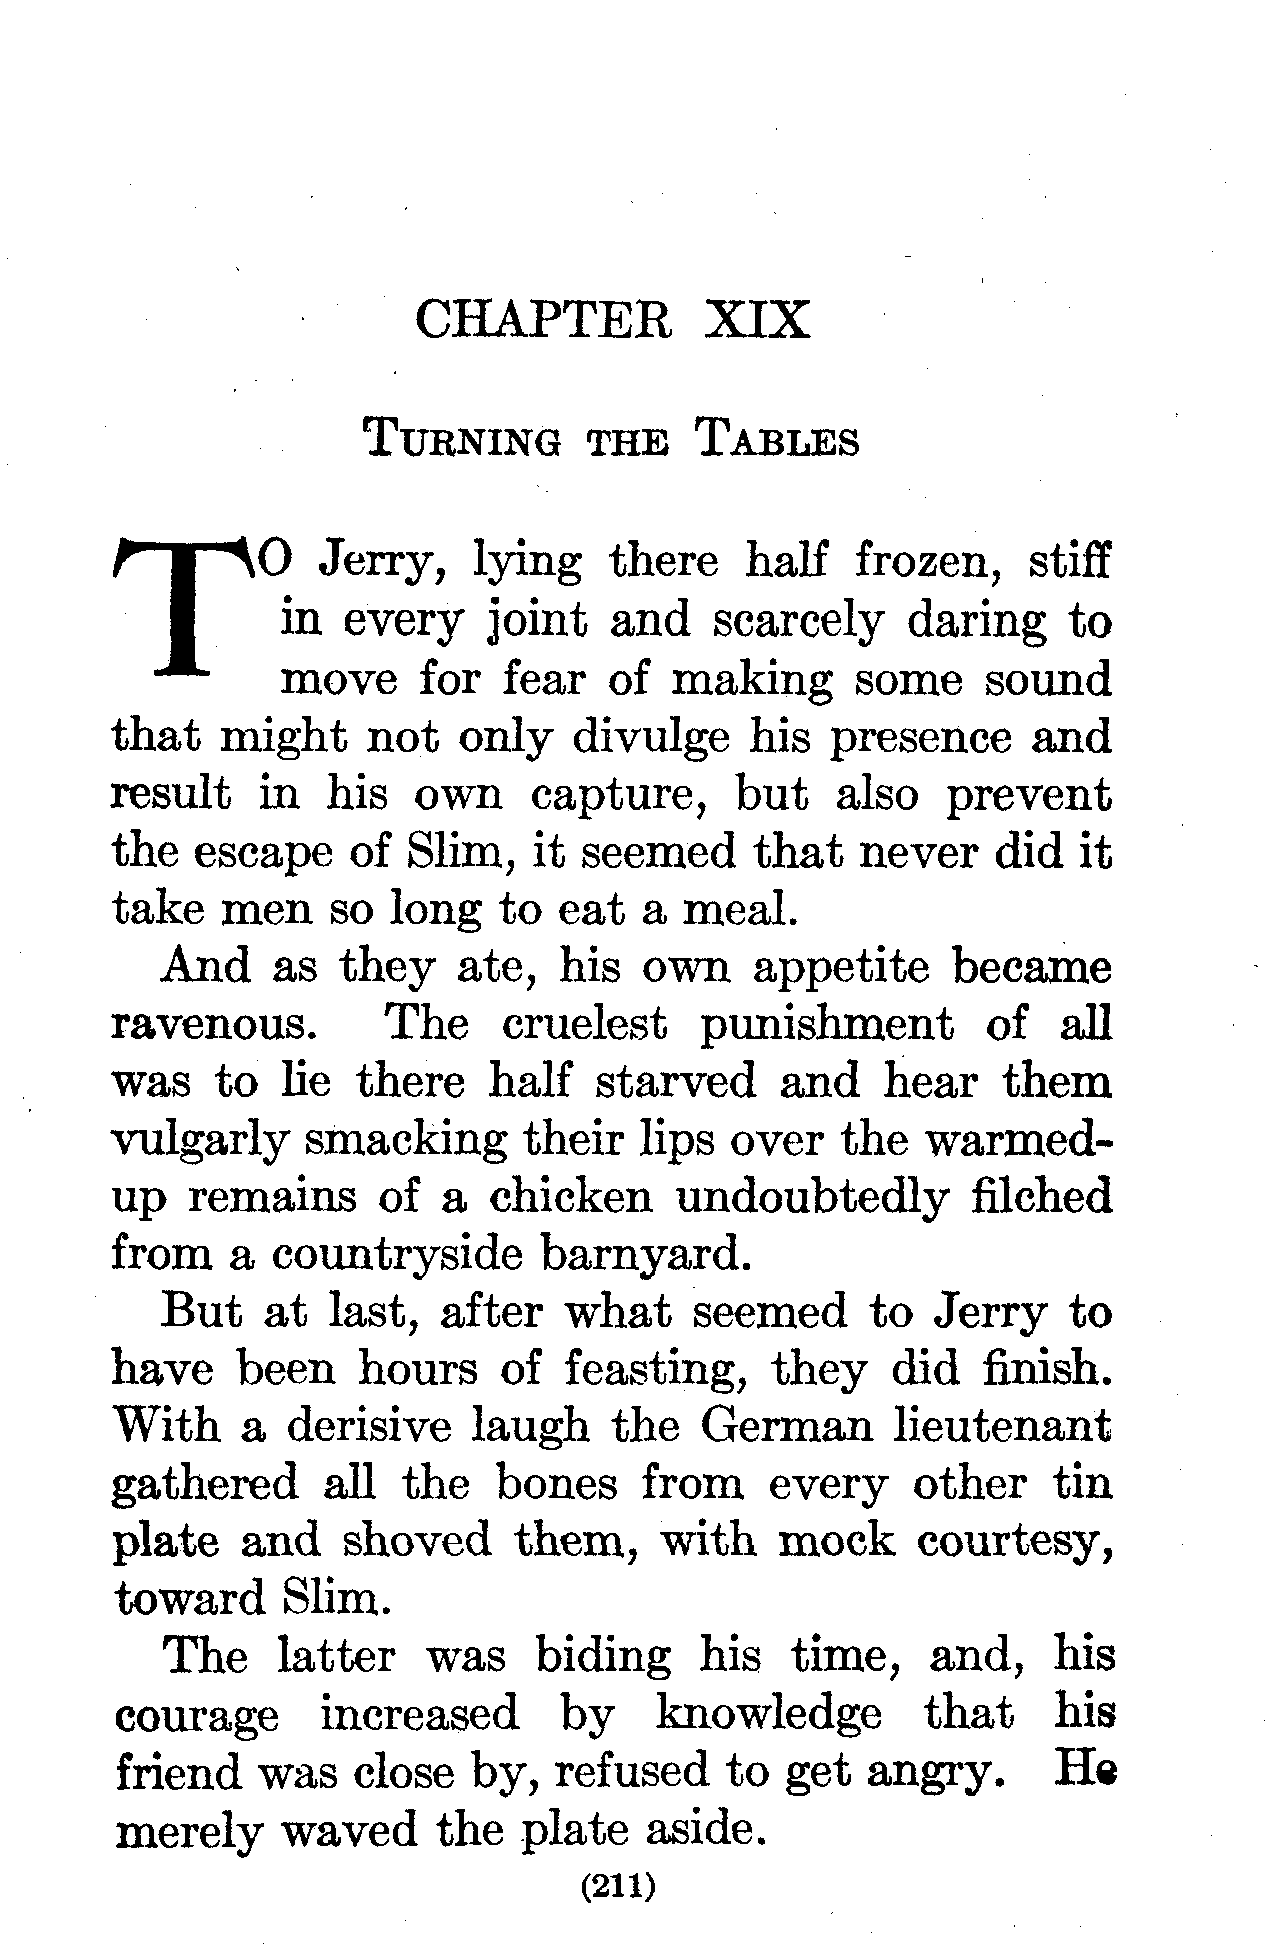 CHAPTER XIX
Turning the Tables
TO Jerry, lying there half frozen, stiff
in every joint and scarcely daring to
move for fear of making some sound
that might not only divulge his presence and
result in his own capture, but also prevent
the escape of Slim, it seemed that never did it
take men so long to eat a meal.
And as they ate, his own appetite became
ravenous. The cruelest punishment of all
was to lie there half starved and hear them
vulgarly smacking their lips over the warmed-
up remains of a chicken undoubtedly filched
from a countryside barnyard.
But at last, after what seemed to Jerry to
have been hours of feasting, they did finish.
With a derisive laugh the German lieutenant
gathered all the bones from every other tin
plate and shoved them, with mock courtesy,
toward Slim.
The latter was biding his time, and, his
courage increased by knowledge that his
friend was close by, refused to get angry. He
merely waved the plate aside.
(211)